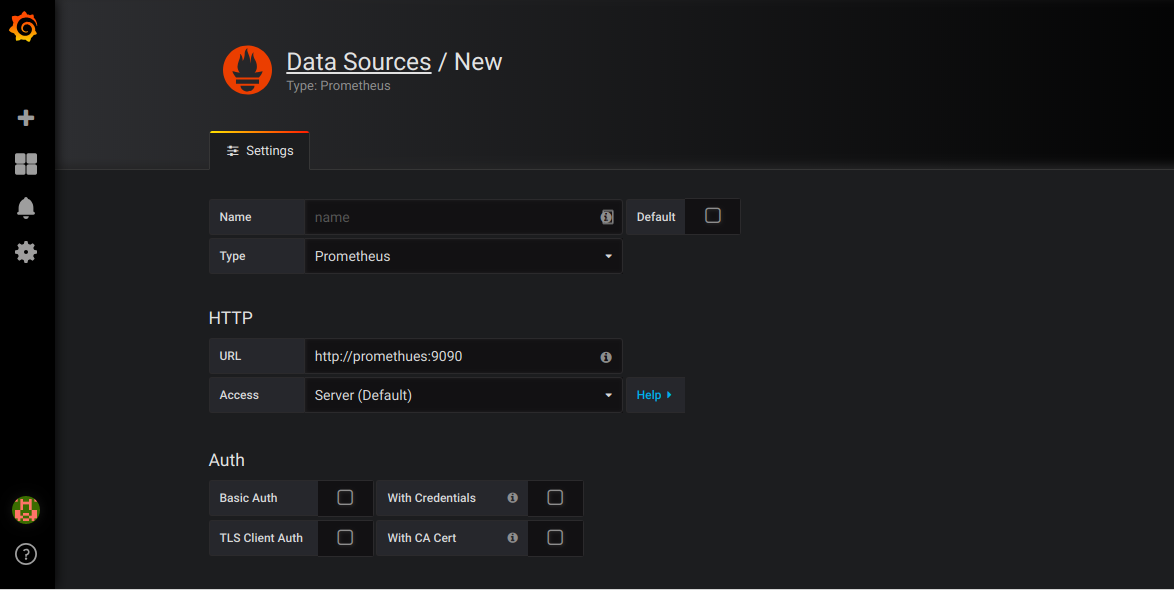 Data Sources / New
Type: Prometheus
Settings
Name name Default
Type Prometheus
HTTP
URL http://promethues:9090
Access Server (Default) Help
Auth
Basic Auth With Credentials
TLS Client Auth With CA Cert
?